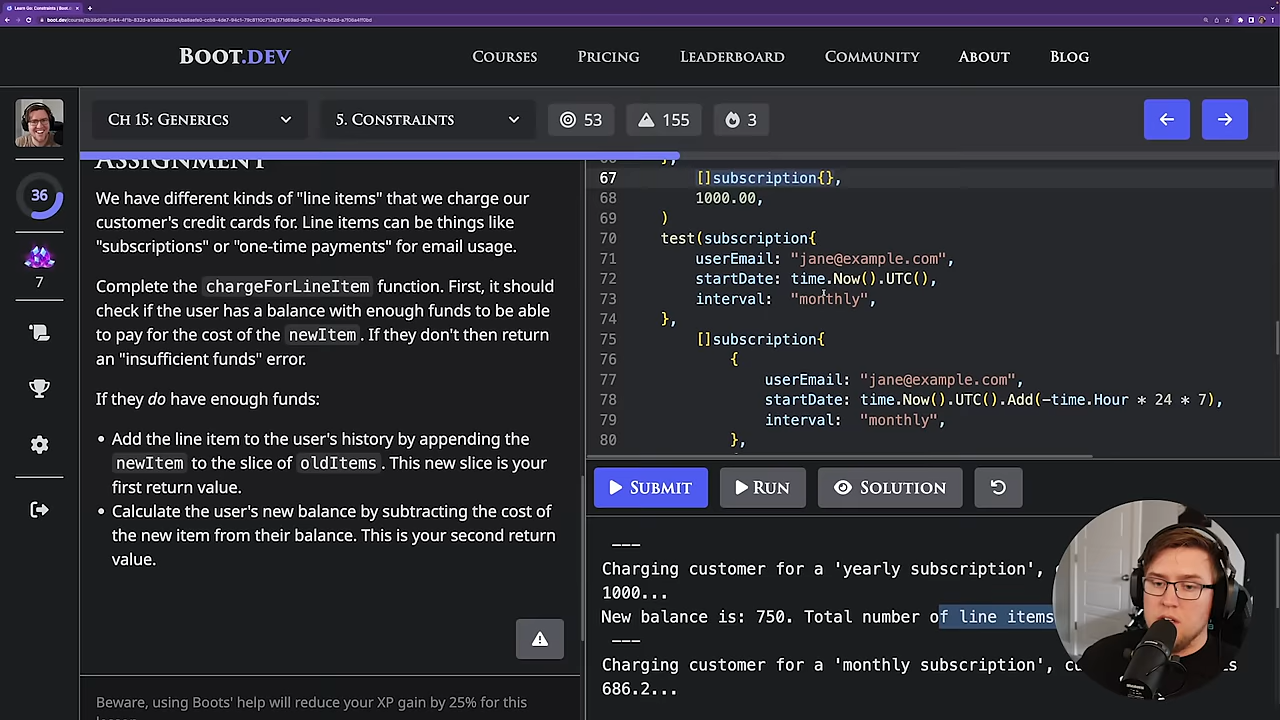 Learn Go: Constraints | Boot.d
BOOT.DEV
COURSES
PRICING
LEADERBOARD
COMMUNITY
ABOUT
BLOG
CH 15: GENERICS
5. CONSTRAINTS
53
155
3
36
7
ASSIGNMENT
We have different kinds of "line items" that we charge our
customer's credit cards for. Line items can be things like
"subscriptions" or "one-time payments" for email usage.
Complete the chargeForLineItem function. First, it should
check if the user has a balance with enough funds to be able
to pay for the cost of the newItem. If they don't then return
an "insufficient funds" error.
If they do have enough funds:
• Add the line item to the user's history by appending the
newItem to the slice of oldItems. This new slice is your
first return value.
• Calculate the user's new balance by subtracting the cost of
the new item from their balance. This is your second return
value.
Beware, using Boots' help will reduce your XP gain by 25% for this
66 },
67 []subscription{},
68 1000.00,
69 )
70 test(subscription{
71 userEmail: "jane@example.com",
72 startDate: time.Now().UTC(),
73 interval: "monthly",
74 },
75 []subscription{
76 {
77 userEmail: "jane@example.com",
78 startDate: time.Now().UTC().Add(-time.Hour * 24 * 7),
79 interval: "monthly",
80 },
SUBMIT
RUN
SOLUTION
---
Charging customer for a 'yearly subscription',
1000...
New balance is: 750. Total number of line items
---
Charging customer for a 'monthly subscription',
686.2...